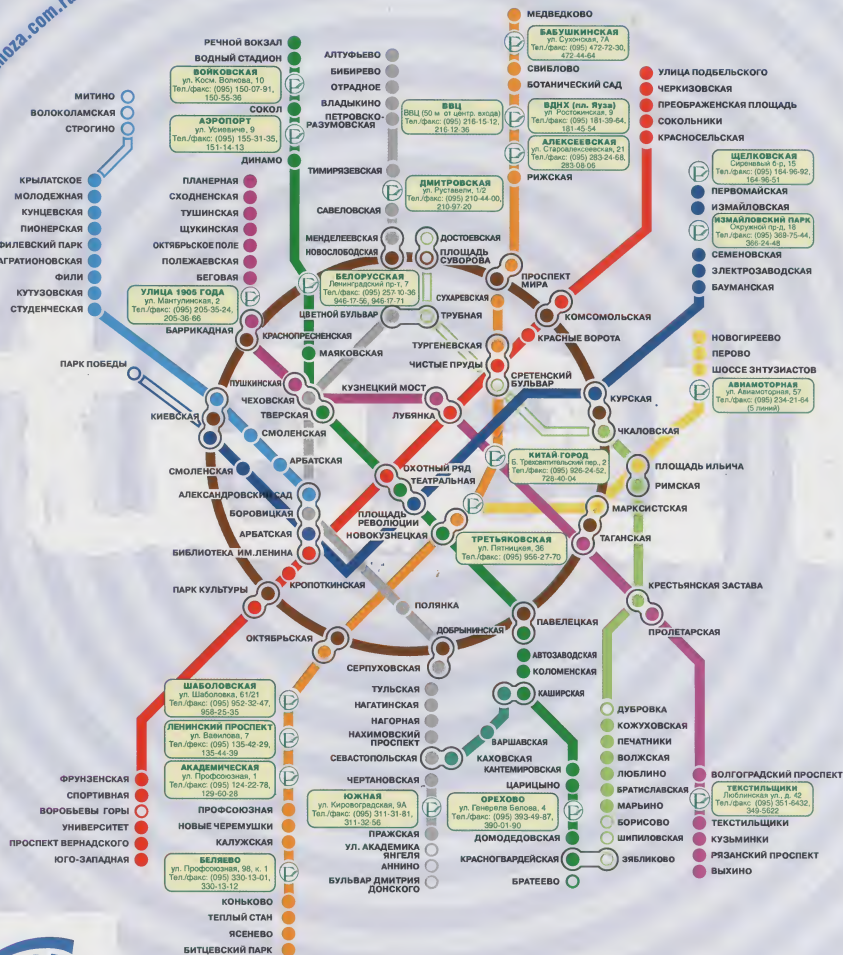 МЕДВЕДКОВО
БАБУШКИНСКАЯ
ул. Сухонская, 7А
Тел./факс: (095) 472-72-30,
472-44-64
СВИБЛОВО
БОТАНИЧЕСКИЙ САД
ВДНХ (пл. Яуза)
ул. Ростокинская, 9
Тел./факс: (095) 181-39-64,
181-45-54
АЛЕКСЕЕВСКАЯ
ул. Староалексеевская, 21
Тел./факс: (095) 283-24-68,
283-08-06
РИЖСКАЯ
РЕЧНОЙ ВОКЗАЛ
ВОДНЫЙ СТАДИОН
ВОЙКОВСКАЯ
ул. Косм. Волкова, 10
Тел./факс: (095) 150-07-91,
150-55-36
СОКОЛ
АЭРОПОРТ
ул. Усиевича, 9
Тел./факс: (095) 155-31-35,
151-14-13
ДИНАМО
АЛТУФЬЕВО
БИБИРЕВО
ОТРАДНОЕ
ВЛАДЫКИНО
ПЕТРОВСКО-
РАЗУМОВСКАЯ
ТИМИРЯЗЕВСКАЯ
ДМИТРОВСКАЯ
ул. Руставели, 1/2
Тел./факс: (095) 210-44-00,
210-97-20
САВЕЛОВСКАЯ
МЕНДЕЛЕЕВСКАЯ
НОВОСЛОБОДСКАЯ
ВВЦ
ВВЦ (50 м от центр. входа)
Тел./факс: (095) 216-15-12,
216-12-36
ДОСТОЕВСКАЯ
ПЛОЩАДЬ
СУВОРОВА
УЛИЦА ПОДБЕЛЬСКОГО
ЧЕРКИЗОВСКАЯ
ПРЕОБРАЖЕНСКАЯ ПЛОЩАДЬ
СОКОЛЬНИКИ
КРАСНОСЕЛЬСКАЯ
ЩЕЛКОВСКАЯ
Сиреневый б-р, 15
Тел./факс: (095) 164-96-92,
164-96-51
ПЕРВОМАЙСКАЯ
ИЗМАЙЛОВСКАЯ
ИЗМАЙЛОВСКИЙ ПАРК
Окружной пр-д, 18
Тел./факс: (095) 369-75-44,
366-24-48
СЕМЕНОВСКАЯ
ЭЛЕКТРОЗАВОДСКАЯ
БАУМАНСКАЯ
МИТИНО
ВОЛОКОЛАМСКАЯ
СТРОГИНО
КРЫЛАТСКОЕ
МОЛОДЕЖНАЯ
КУНЦЕВСКАЯ
ПИОНЕРСКАЯ
ФИЛЕВСКИЙ ПАРК
БАГРАТИОНОВСКАЯ
ФИЛИ
КУТУЗОВСКАЯ
СТУДЕНЧЕСКАЯ
ПЛАНЕРНАЯ
СХОДНЕНСКАЯ
ТУШИНСКАЯ
ЩУКИНСКАЯ
ОКТЯБРЬСКОЕ ПОЛЕ
ПОЛЕЖАЕВСКАЯ
БЕГОВАЯ
УЛИЦА 1905 ГОДА
ул. Мантулинская, 2
Тел./факс: (095) 205-35-24,
205-36-66
БАРРИКАДНАЯ
КРАСНОПРЕСНЕНСКАЯ
БЕЛОРУССКАЯ
Ленинградский пр-т, 7
Тел./факс: (095) 257-10-36
946-17-56, 946-17-71
ЦВЕТНОЙ БУЛЬВАР
ТРУБНАЯ
СУХАРЕВСКАЯ
ПРОСПЕКТ
МИРА
КОМСОМОЛЬСКАЯ
КРАСНЫЕ ВОРОТА
ТУРГЕНЕВСКАЯ
ЧИСТЫЕ ПРУДЫ
СРЕТЕНСКИЙ
БУЛЬВАР
НОВОГИРЕЕВО
ПЕРОВО
ШОССЕ ЭНТУЗИАСТОВ
АВИАМОТОРНАЯ
ул. Авиамоторная, 57
Тел./факс: (095) 234-21-64
(5 линий)
ПАРК ПОБЕДЫ
МАЯКОВСКАЯ
ПУШКИНСКАЯ
ЧЕХОВСКАЯ
ТВЕРСКАЯ
КУЗНЕЦКИЙ МОСТ
ЛУБЯНКА
КУРСКАЯ
ЧКАЛОВСКАЯ
КИЕВСКАЯ
СМОЛЕНСКАЯ
АРБАТСКАЯ
СМОЛЕНСКАЯ
АЛЕКСАНДРОВСКИЙ САД
БОРОВИЦКАЯ
АРБАТСКАЯ
БИБЛИОТЕКА ИМ.ЛЕНИНА
ОХОТНЫЙ РЯД
ТЕАТРАЛЬНАЯ
ПЛОЩАДЬ
РЕВОЛЮЦИИ
НОВОКУЗНЕЦКАЯ
КИТАЙ-ГОРОД
Б. Трехсвятительский пер., 2
Тел./факс: (095) 926-24-52,
728-40-04
ТРЕТЬЯКОВСКАЯ
ул. Пятницкая, 36
Тел./факс: (095) 956-27-70
ПЛОЩАДЬ ИЛЬИЧА
РИМСКАЯ
МАРКСИСТСКАЯ
ТАГАНСКАЯ
КРЕСТЬЯНСКАЯ ЗАСТАВА
ПРОЛЕТАРСКАЯ
КРОПОТКИНСКАЯ
ПАРК КУЛЬТУРЫ
ПОЛЯНКА
ОКТЯБРЬСКАЯ
ДОБРЫНИНСКАЯ
СЕРПУХОВСКАЯ
ПАВЕЛЕЦКАЯ
АВТОЗАВОДСКАЯ
КОЛОМЕНСКАЯ
КАШИРСКАЯ
ВАРШАВСКАЯ
КАХОВСКАЯ
КАНТЕМИРОВСКАЯ
ЦАРИЦЫНО
ОРЕХОВО
ул. Генерала Белова, 4
Тел./факс: (095) 393-49-87,
390-01-90
ДОМОДЕДОВСКАЯ
КРАСНОГВАРДЕЙСКАЯ
БРАТЕЕВО
ТУЛЬСКАЯ
НАГАТИНСКАЯ
НАГОРНАЯ
НАХИМОВСКИЙ
ПРОСПЕКТ
СЕВАСТОПОЛЬСКАЯ
ЧЕРТАНОВСКАЯ
ЮЖНАЯ
ул. Кировоградская, 9А
Тел./факс: (095) 311-31-81,
311-32-56
ПРАЖСКАЯ
УЛ. АКАДЕМИКА
ЯНГЕЛЯ
АННИНО
БУЛЬВАР ДМИТРИЯ
ДОНСКОГО
ШАБОЛОВСКАЯ
ул. Шаболовка, 61/21
Тел./факс: (095) 952-32-47,
958-25-35
ЛЕНИНСКИЙ ПРОСПЕКТ
ул. Вавилова, 7
Тел./факс: (095) 135-42-29,
135-44-39
АКАДЕМИЧЕСКАЯ
ул. Профсоюзная, 1
Тел./факс: (095) 124-22-78,
129-60-28
ПРОФСОЮЗНАЯ
НОВЫЕ ЧЕРЕМУШКИ
КАЛУЖСКАЯ
БЕЛЯЕВО
ул. Профсоюзная, 98, к. 1
Тел./факс: (095) 330-13-01,
330-13-12
КОНЬКОВО
ТЕПЛЫЙ СТАН
ЯСЕНЕВО
БИТЦЕВСКИЙ ПАРК
ФРУНЗЕНСКАЯ
СПОРТИВНАЯ
ВОРОБЬЕВЫ ГОРЫ
УНИВЕРСИТЕТ
ПРОСПЕКТ ВЕРНАДСКОГО
ЮГО-ЗАПАДНАЯ
ДУБРОВКА
КОЖУХОВСКАЯ
ПЕЧАТНИКИ
ВОЛЖСКАЯ
ЛЮБЛИНО
БРАТИСЛАВСКАЯ
МАРЬИНО
БОРИСОВО
ШИПИЛОВСКАЯ
ЗЯБЛИКОВО
ВОЛГОГРАДСКИЙ ПРОСПЕКТ
ТЕКСТИЛЬЩИКИ
Люблинская ул., д. 42
Тел./факс: (095) 351-6432,
349-5622
ТЕКСТИЛЬЩИКИ
КУЗЬМИНКИ
РЯЗАНСКИЙ ПРОСПЕКТ
ВЫХИНО